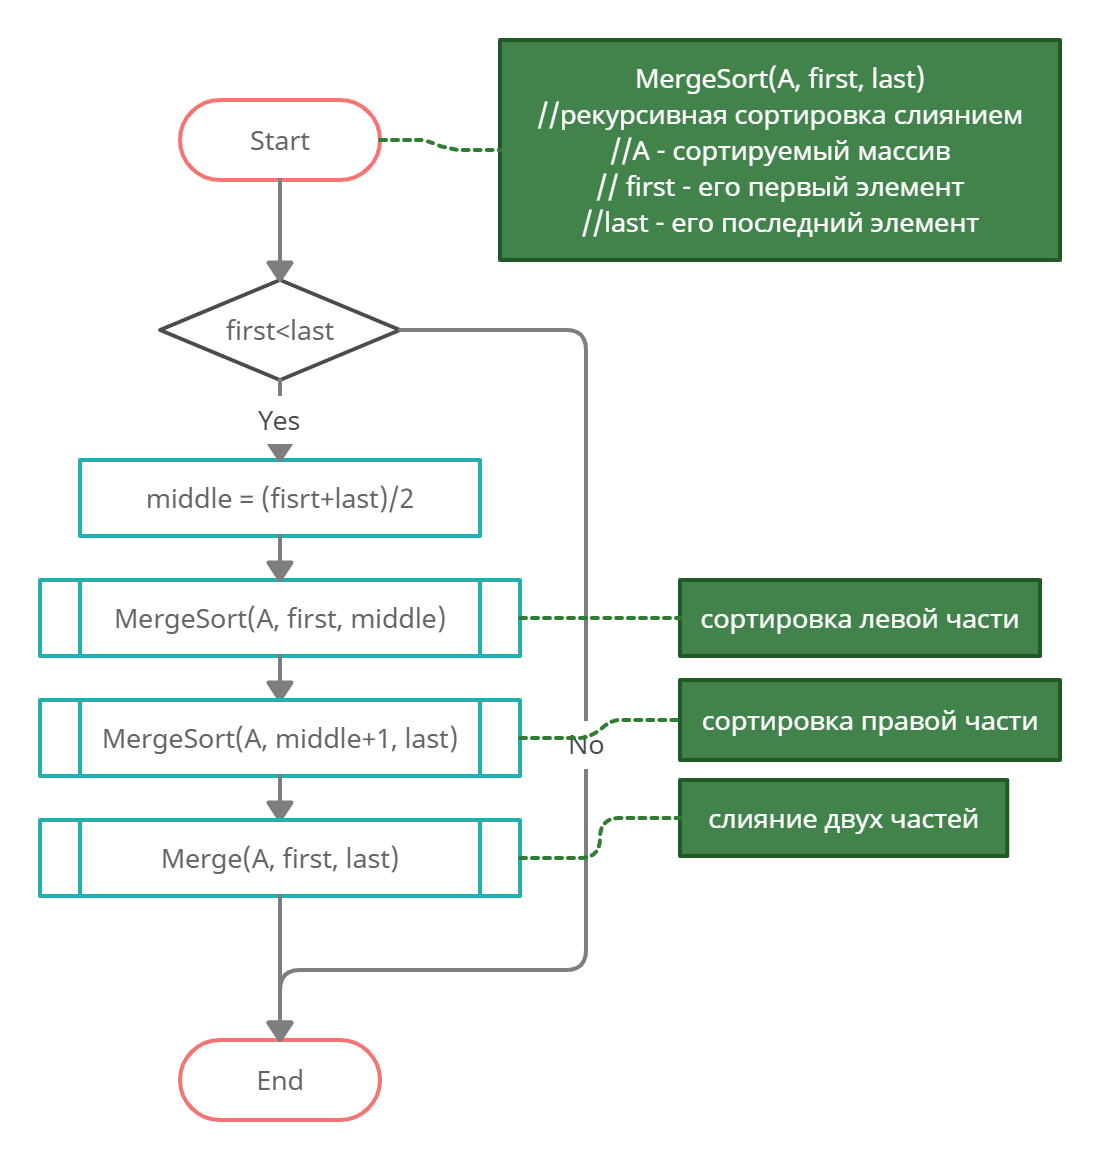 MergeSort(A, first, last)
//рекурсивная сортировка слиянием
//A - сортируемый массив
// first - его первый элемент
//last - его последний элемент
Start
first<last
Yes
middle = (fisrt+last)/2
MergeSort(A, first, middle)
сортировка левой части
MergeSort(A, middle+1, last)
сортировка правой части
No
Merge(A, first, last)
слияние двух частей
End